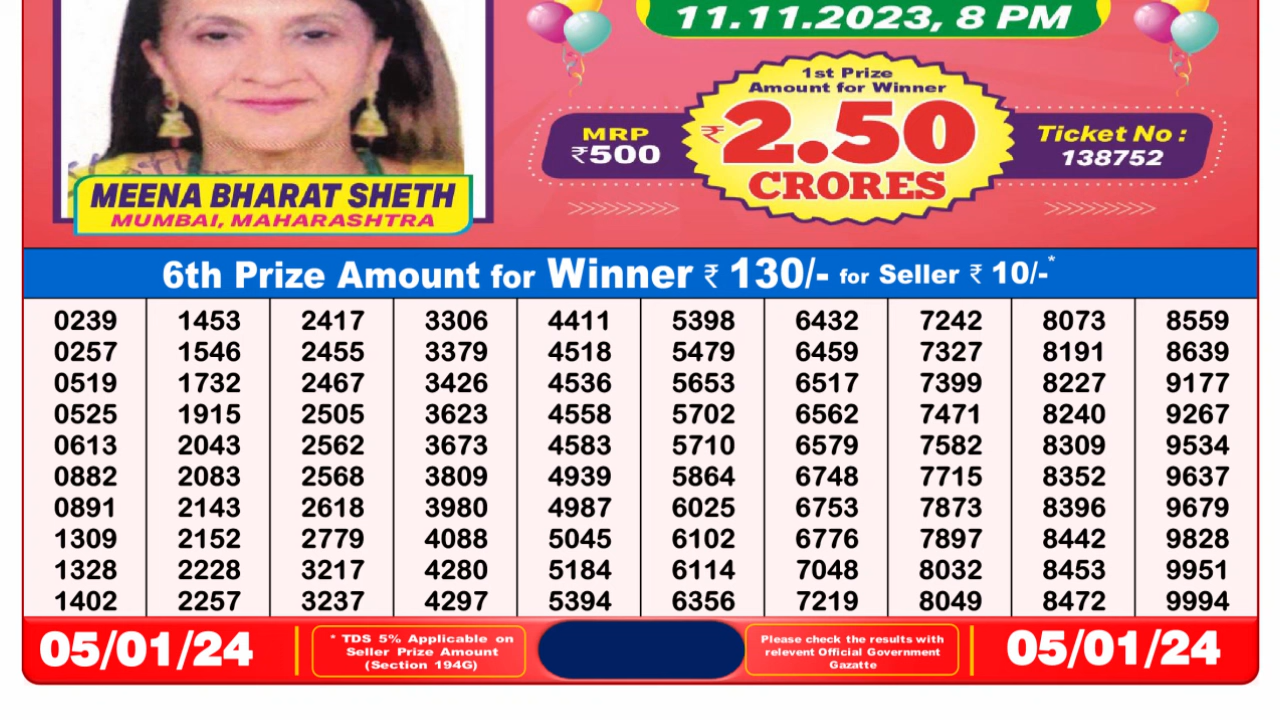 11.11.2023, 8 PM
1st Prize
Amount for Winner
₹2.50
CRORES
MRP
₹500
Ticket No :
138752
MEENA BHARAT SHETH
MUMBAI, MAHARASHTRA
6th Prize Amount for Winner ₹ 130/- for Seller ₹ 10/-*
0239 1453 2417 3306 4411 5398 6432 7242 8073 8559
0257 1546 2455 3379 4518 5479 6459 7327 8191 8639
0519 1732 2467 3426 4536 5653 6517 7399 8227 9177
0525 1915 2505 3623 4558 5702 6562 7471 8240 9267
0613 2043 2562 3673 4583 5710 6579 7582 8309 9534
0882 2083 2568 3809 4939 5864 6748 7715 8352 9637
0891 2143 2618 3980 4987 6025 6753 7873 8396 9679
1309 2152 2779 4088 5045 6102 6776 7897 8442 9828
1328 2228 3217 4280 5184 6114 7048 8032 8453 9951
1402 2257 3237 4297 5394 6356 7219 8049 8472 9994
05/01/24
* TDS 5% Applicable on
Seller Prize Amount
(Section 194G)
Please check the results with
relevent Official Government
Gazatte
05/01/24